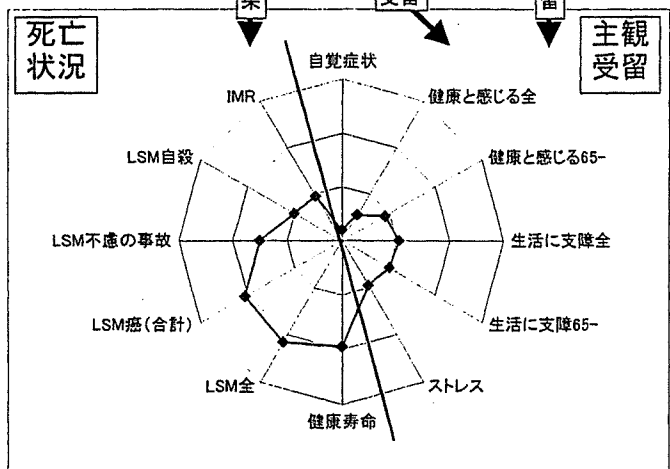 受留
留
死亡
状況
主観
受留
自覚症状
IMR
健康と感じる全
LSM自殺
健康と感じる65-
LSM不慮の事故
生活に支障全
LSM癌(合計)
生活に支障65-
LSM全
ストレス
健康寿命